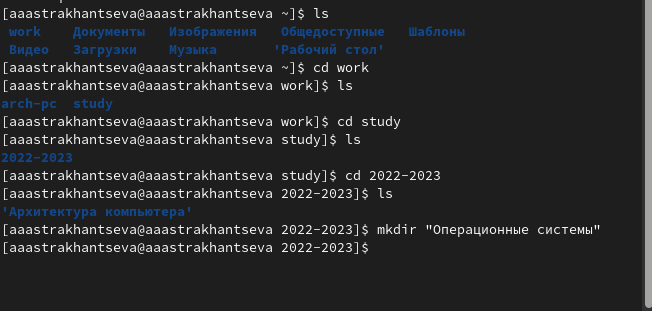 [aaastrakhantseva@aaastrakhantseva ~]$ ls
work Документы Изображения Общедоступные Шаблоны
Видео Загрузки Музыка 'Рабочий стол'
[aaastrakhantseva@aaastrakhantseva ~]$ cd work
[aaastrakhantseva@aaastrakhantseva work]$ ls
arch-pc study
[aaastrakhantseva@aaastrakhantseva work]$ cd study
[aaastrakhantseva@aaastrakhantseva study]$ ls
2022-2023
[aaastrakhantseva@aaastrakhantseva study]$ cd 2022-2023
[aaastrakhantseva@aaastrakhantseva 2022-2023]$ ls
'Архитектура компьютера'
[aaastrakhantseva@aaastrakhantseva 2022-2023]$ mkdir "Операционные системы"
[aaastrakhantseva@aaastrakhantseva 2022-2023]$